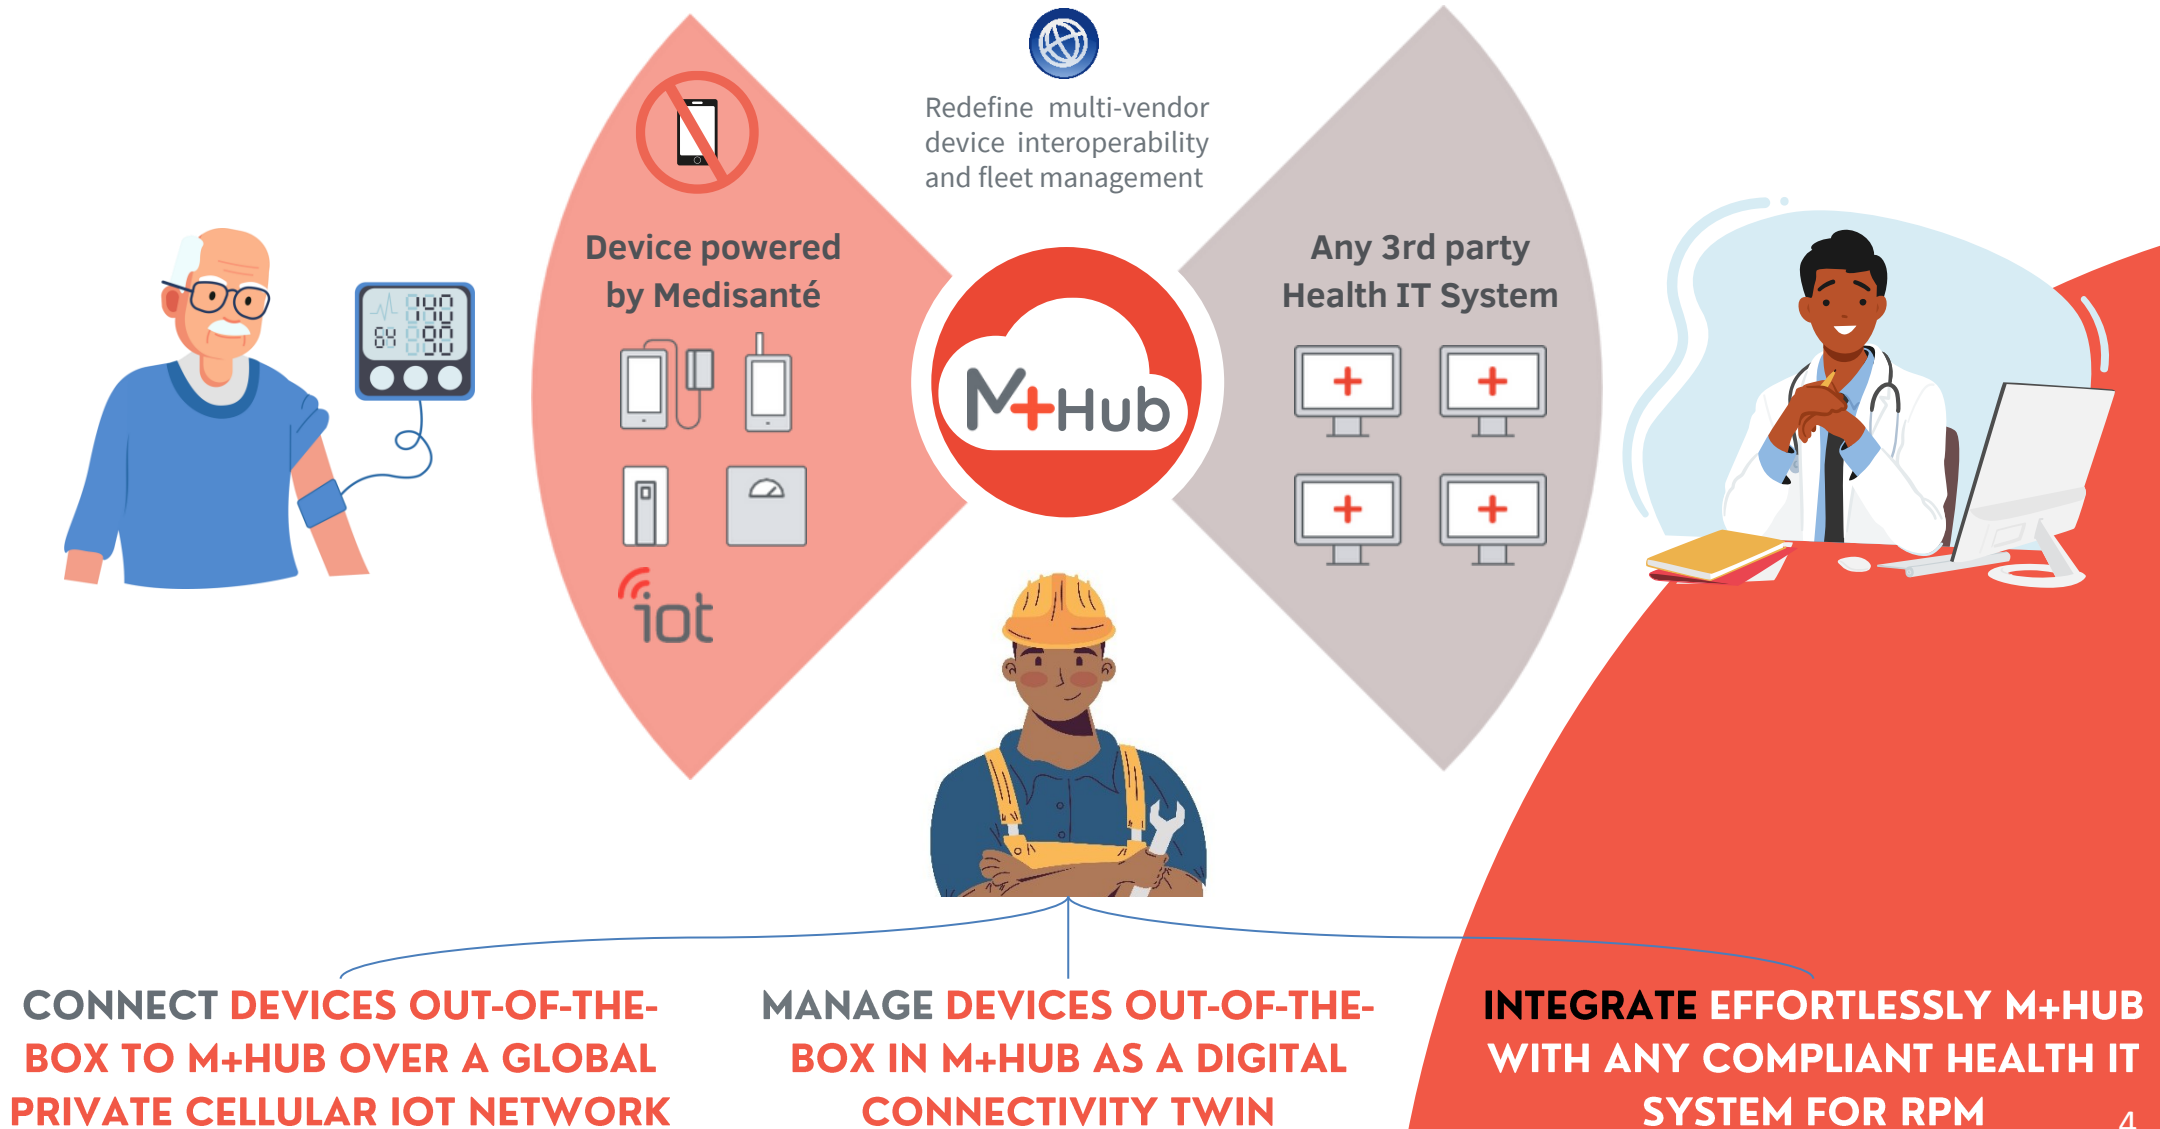 Redefine multi-vendor
device interoperability
and fleet management
Device powered
by Medisanté
Any 3rd party
Health IT System
M+Hub
140
64
90
iot
CONNECT DEVICES OUT-OF-THE-
BOX TO M+HUB OVER A GLOBAL
PRIVATE CELLULAR IOT NETWORK
MANAGE DEVICES OUT-OF-THE-
BOX IN M+HUB AS A DIGITAL
CONNECTIVITY TWIN
INTEGRATE EFFORTLESSLY M+HUB
WITH ANY COMPLIANT HEALTH IT
SYSTEM FOR RPM
4